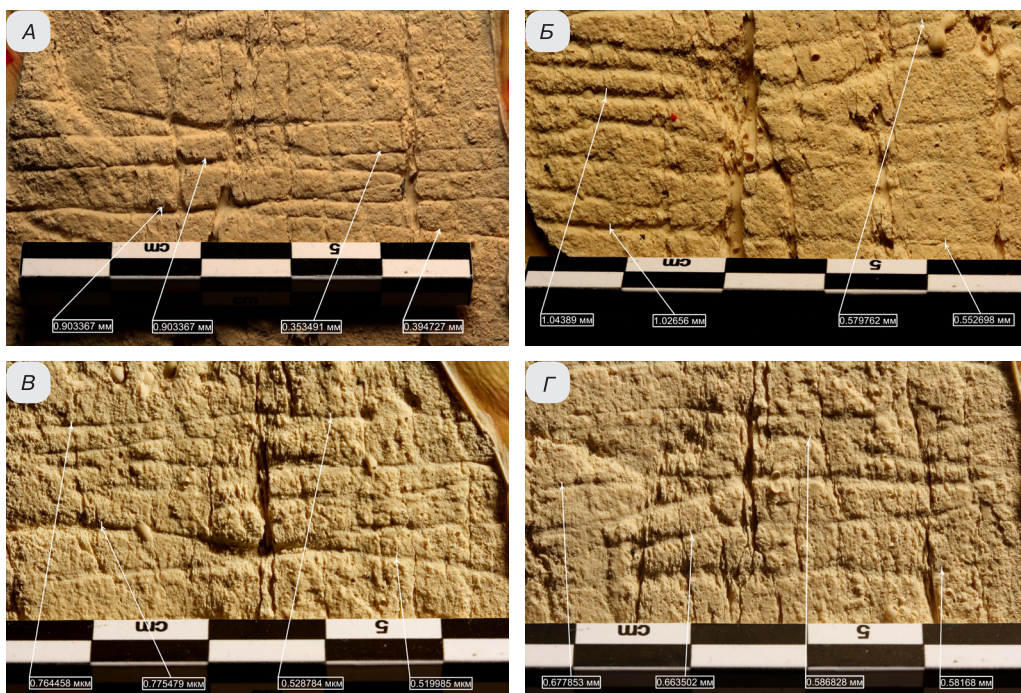 А
cm 5
cm
0.903367 мм 0.903367 мм 0.353491 мм 0.394727 мм
Б
cm 5
1.04389 мм 1.02656 мм 0.579762 мм 0.552698 мм
В
cm 5
0.764458 мкм 0.775479 мкм 0.528784 мкм 0.519985 мкм
Г
cm 5
0.677853 мм 0.663502 мм 0.586828 мм 0.58168 мм